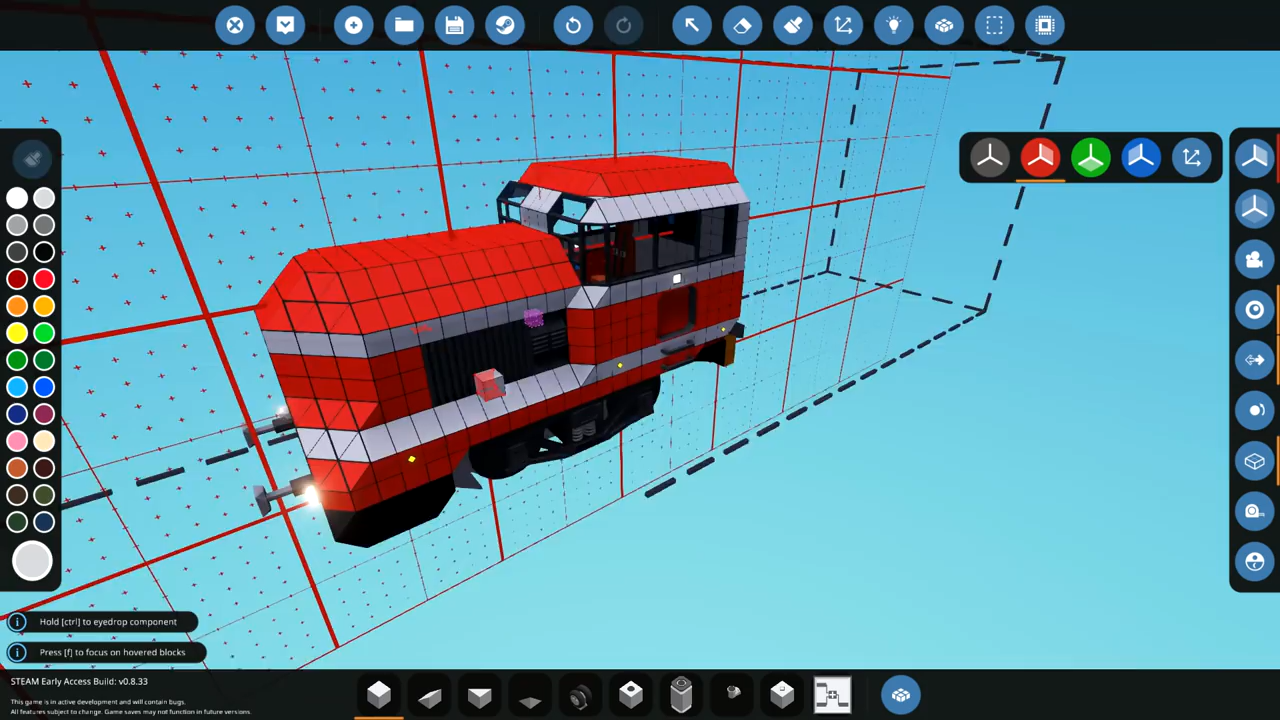 Hold [ctrl] to eyedrop component
Press [f] to focus on hovered blocks
STEAM Early Access Build: v0.8.33
This game is in active development and will contain bugs.
All features subject to change. Game saves may not function in future versions.